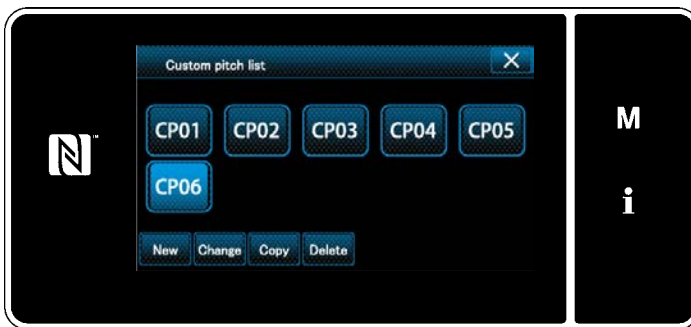 Custom pitch list
CP01 CP02 CP03 CP04 CP05
CP06
New Change Copy Delete
M
i
N